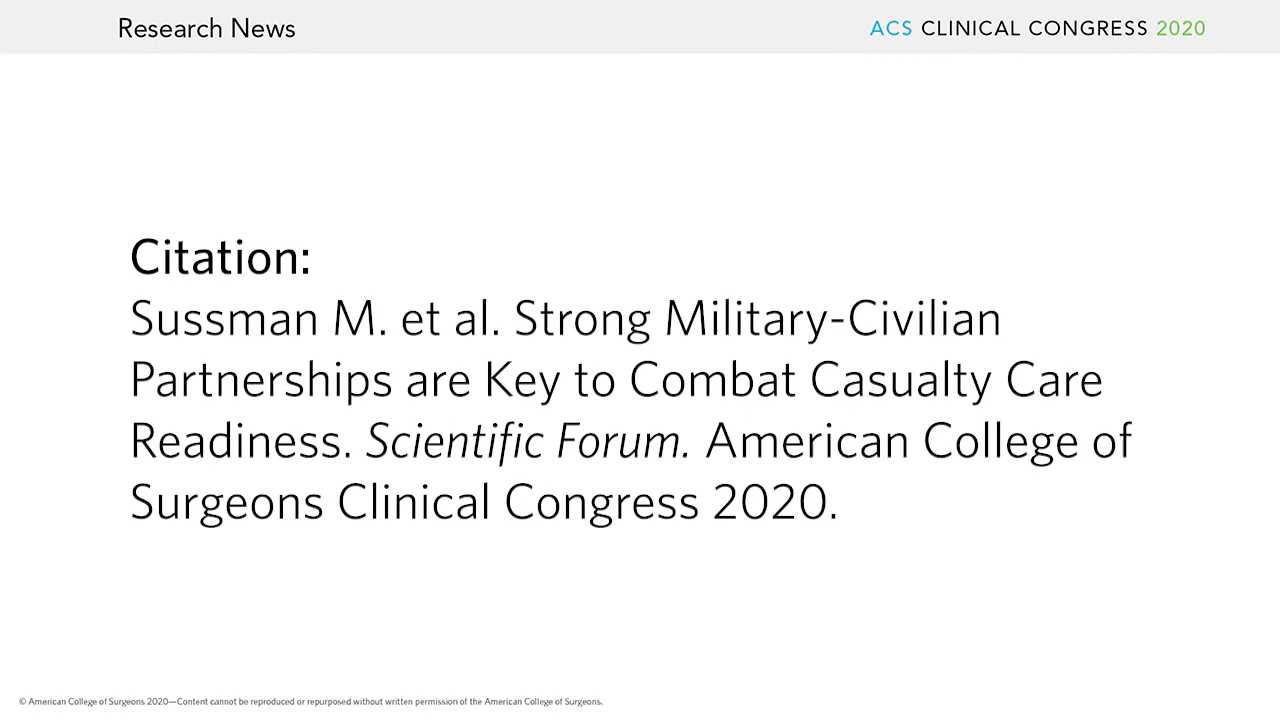 Research News
ACS CLINICAL CONGRESS 2020
Citation:
Sussman M. et al. Strong Military-Civilian
Partnerships are Key to Combat Casualty Care
Readiness. Scientific Forum. American College of
Surgeons Clinical Congress 2020.
© American College of Surgeons 2020—Content cannot be reproduced or repurposed without written permission of the American College of Surgeons.